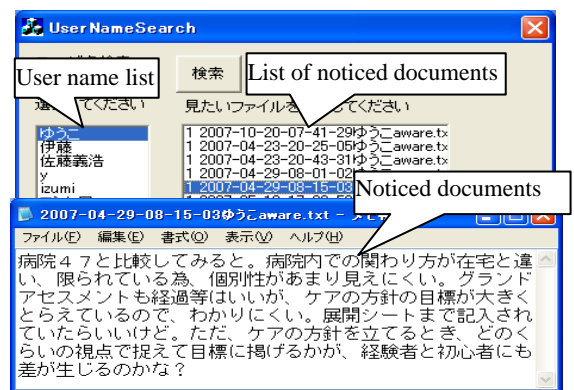 UserNameSearch
User name list
検索
List of noticed documents
てください
見たいファイルを
てください
ゆうこ
伊藤
佐藤義浩
y
izumi
1 2007-10-20-07-41-29ゆうこaware.tx
1 2007-04-23-20-25-05ゆうこaware.tx
1 2007-04-23-20-43-31ゆうこaware.tx
1 2007-04-29-08-01-02
1 2007-04-29-08-15-03
Noticed documents
2007-04-29-08-15-03ゆうこaware.txt - メモ
ファイル(F) 編集(E) 書式(O) 表示(V) ヘルプ(H)
病院47と比較してみると。病院内での関わり方が在宅と違
い、限られている為、個別性があまり見えにくい。グランド
アセスメントも経過等はいいが、ケアの方針の目標が大きく
とらえているので、わかりにくい。展開シートまで記入され
ていたらいいけど。ただ、ケアの方針を立てるとき、どのく
らいの視点で捉えて目標に掲げるかが、経験者と初心者にも
差が生じるのかな？